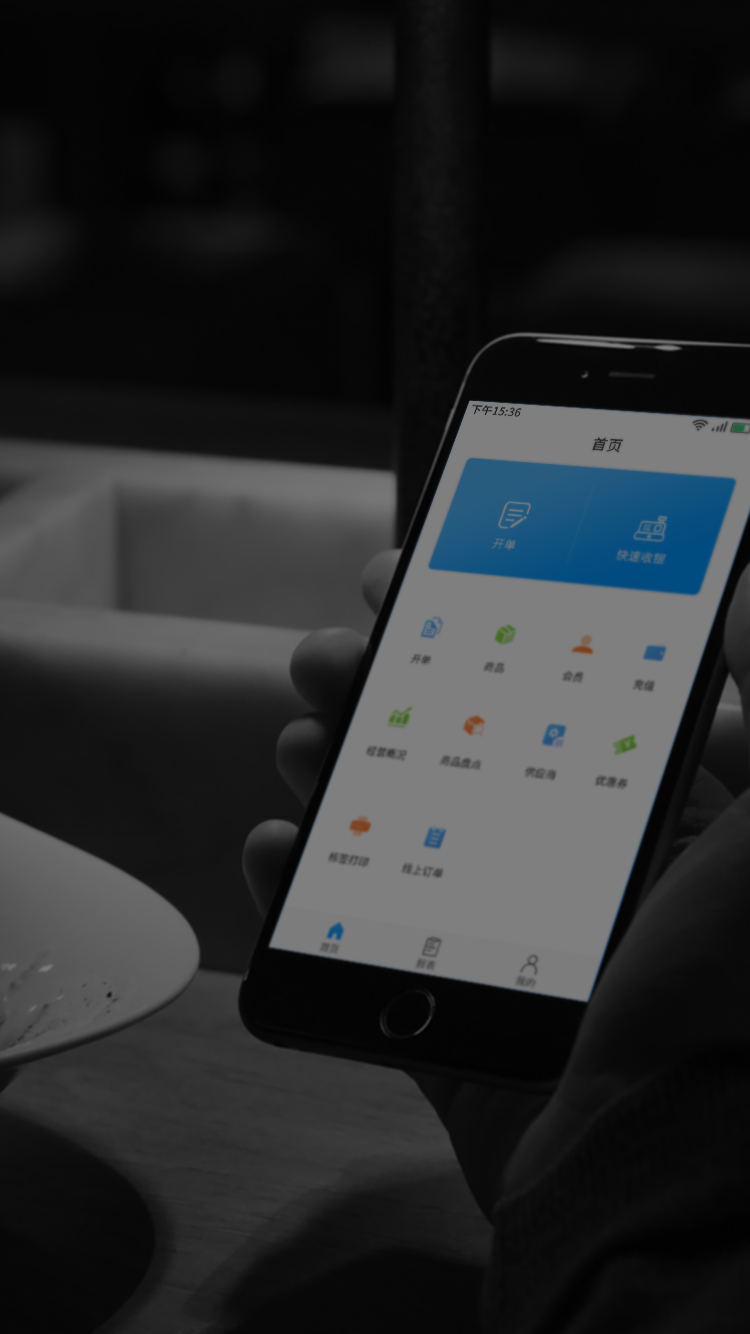 下午15:36
首页
开单 快速收银
开单 商品 会员 充值
经营概况 商品盘点 供应商 优惠券
标签打印 线上订单
首页 报表 我的